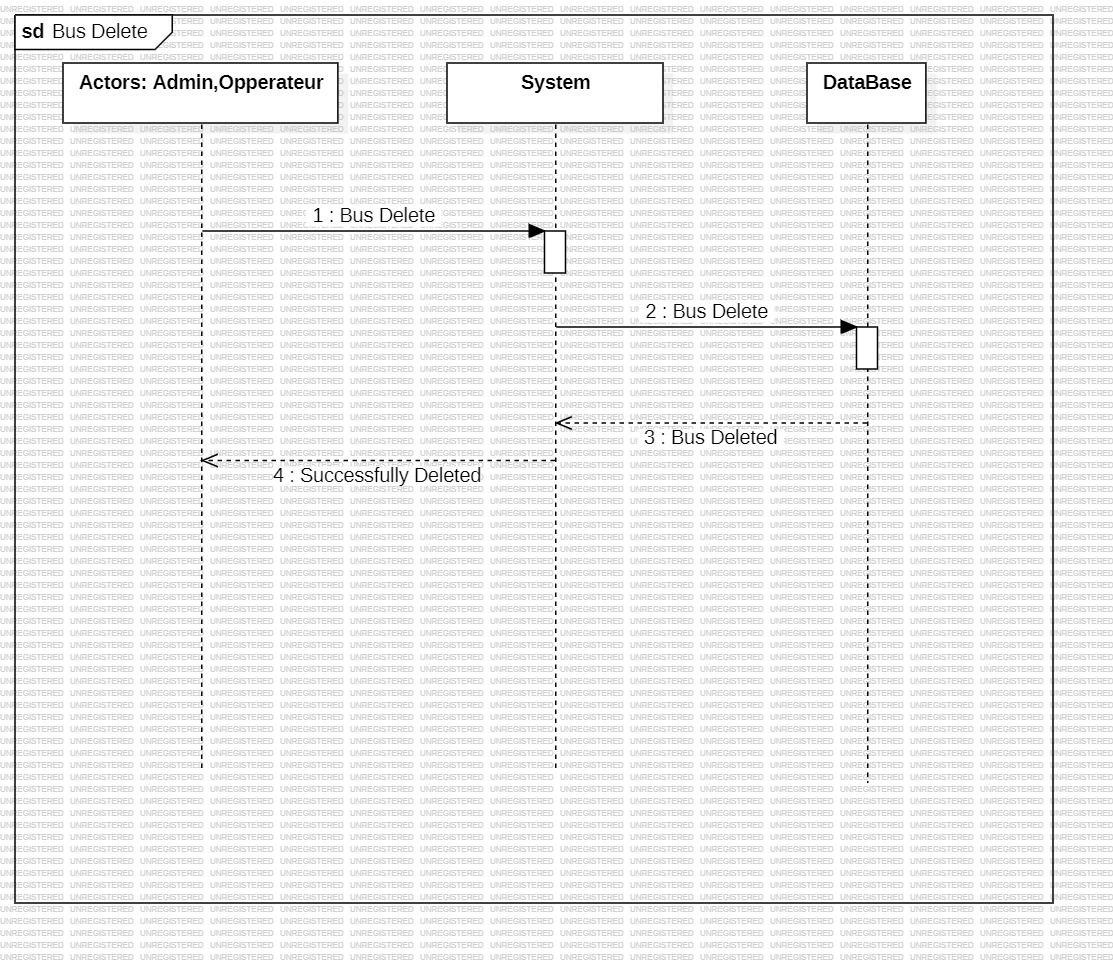 sd Bus Delete
Actors: Admin,Opperateur
System
DataBase
1 : Bus Delete
2 : Bus Delete
3 : Bus Deleted
4 : Successfully Deleted
UNREGISTERED